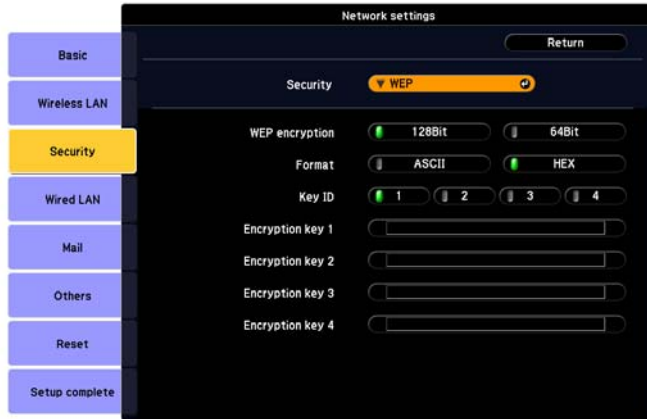 Network settings
Return
Basic
Wireless LAN
Security
Wired LAN
Mail
Others
Reset
Setup complete
Security WEP
WEP encryption 128Bit 64Bit
Format ASCII HEX
Key ID 1 2 3 4
Encryption key 1
Encryption key 2
Encryption key 3
Encryption key 4